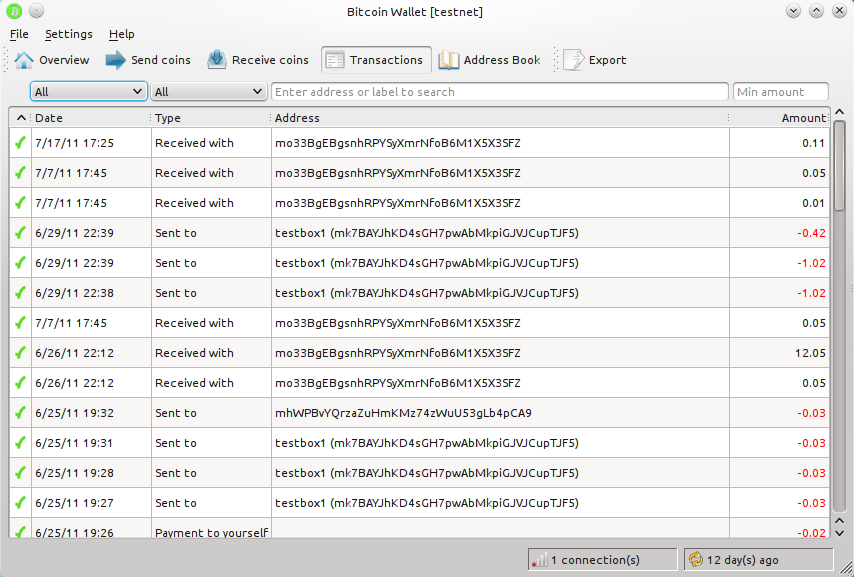 Bitcoin Wallet [testnet]
File Settings Help
Overview Send coins Receive coins Transactions Address Book Export
All All Enter address or label to search Min amount
Date Type Address Amount
7/17/11 17:25 Received with mo33BgEBgsnhRPYSyXmrNfoB6M1X5X3SFZ 0.11
7/7/11 17:45 Received with mo33BgEBgsnhRPYSyXmrNfoB6M1X5X3SFZ 0.05
7/7/11 17:45 Received with mo33BgEBgsnhRPYSyXmrNfoB6M1X5X3SFZ 0.01
6/29/11 22:39 Sent to testbox1 (mk7BAYJhKD4sGH7pwAbMkpiGJVJCupTJF5) -0.42
6/29/11 22:39 Sent to testbox1 (mk7BAYJhKD4sGH7pwAbMkpiGJVJCupTJF5) -1.02
6/29/11 22:38 Sent to testbox1 (mk7BAYJhKD4sGH7pwAbMkpiGJVJCupTJF5) -1.02
7/7/11 17:45 Received with mo33BgEBgsnhRPYSyXmrNfoB6M1X5X3SFZ 0.05
6/26/11 22:12 Received with mo33BgEBgsnhRPYSyXmrNfoB6M1X5X3SFZ 12.05
6/26/11 22:12 Received with mo33BgEBgsnhRPYSyXmrNfoB6M1X5X3SFZ 0.05
6/25/11 19:32 Sent to mhWPBvYQrzaZuHmKMz74zWuU53gLb4pCA9 -0.03
6/25/11 19:31 Sent to testbox1 (mk7BAYJhKD4sGH7pwAbMkpiGJVJCupTJF5) -0.03
6/25/11 19:28 Sent to testbox1 (mk7BAYJhKD4sGH7pwAbMkpiGJVJCupTJF5) -0.03
6/25/11 19:27 Sent to testbox1 (mk7BAYJhKD4sGH7pwAbMkpiGJVJCupTJF5) -0.03
6/25/11 19:26 Payment to yourself -0.02
1 connection(s) 12 day(s) ago